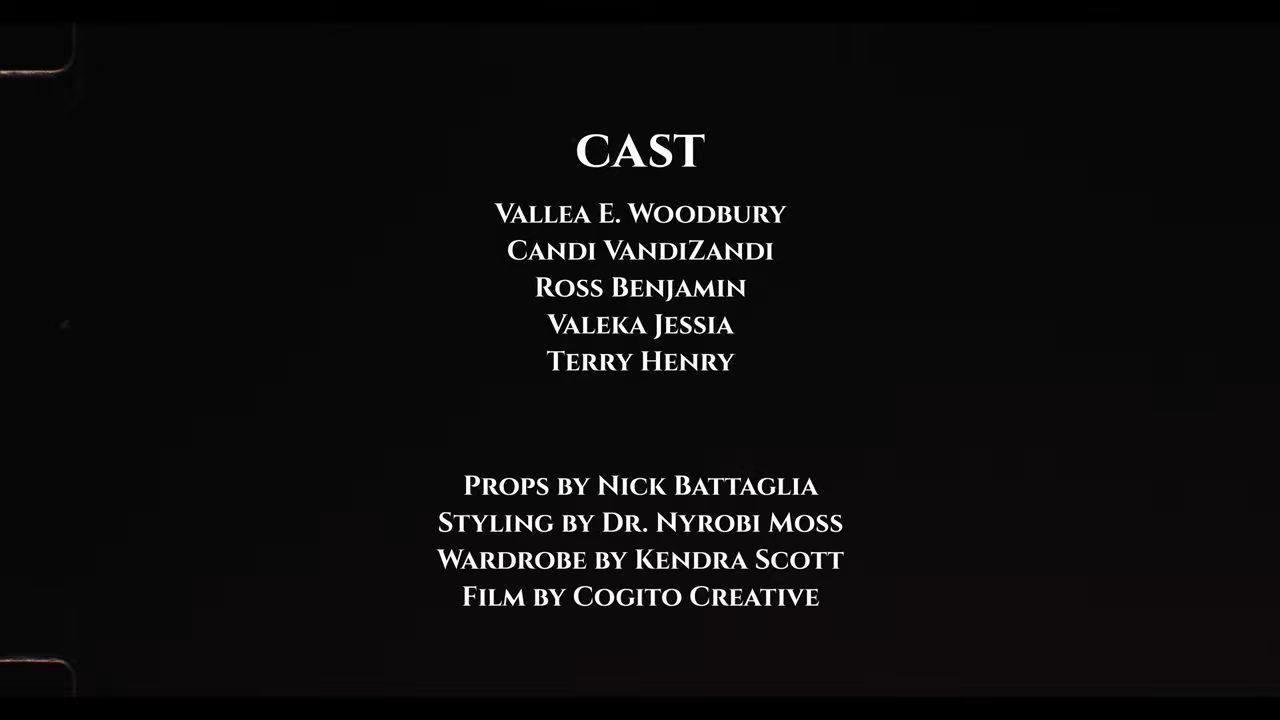 CAST
Vallea E. Woodbury
Candi VandiZandi
Ross Benjamin
Valeka Jessia
Terry Henry
Props by Nick Battaglia
Styling by Dr. Nyrobi Moss
Wardrobe by Kendra Scott
Film by Cogito Creative